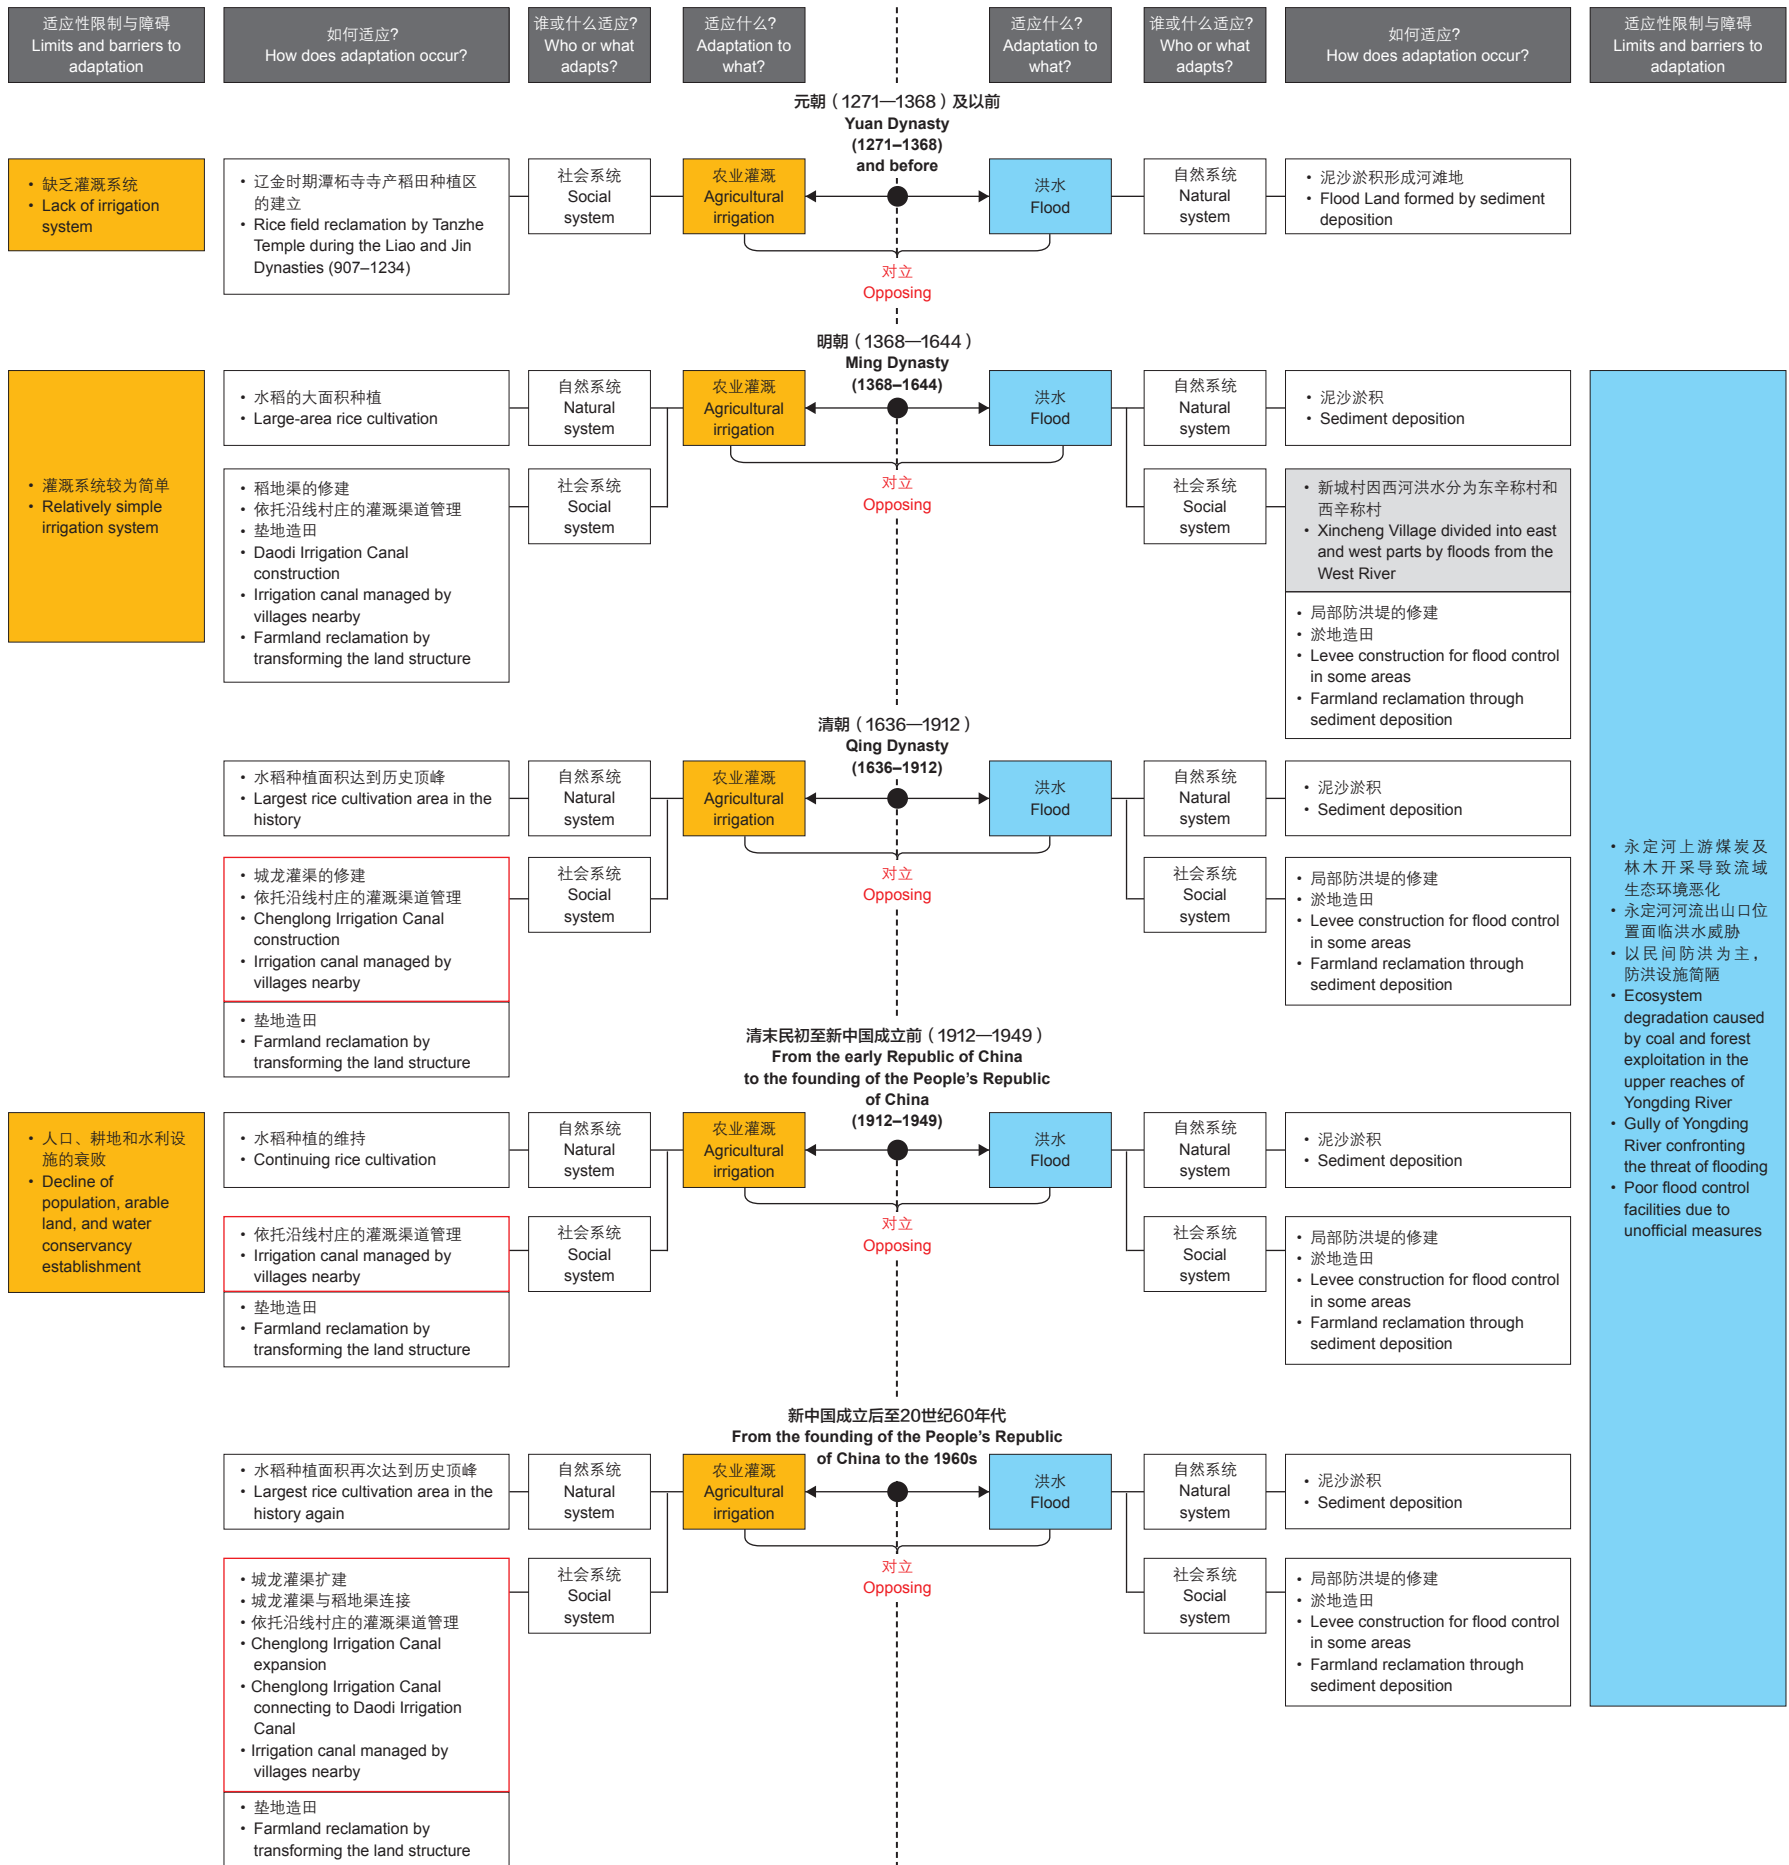 适应性限制与障碍
Limits and barriers to
adaptation
如何适应?
How does adaptation occur?
谁或什么适应?
Who or what
adapts?
适应什么?
Adaptation to
what?
适应什么?
Adaptation to
what?
谁或什么适应?
Who or what
adapts?
如何适应?
How does adaptation occur?
适应性限制与障碍
Limits and barriers to
adaptation
元朝（1271—1368）及以前
Yuan Dynasty
(1271–1368)
and before
• 缺乏灌溉系统
• Lack of irrigation
system
• 辽金时期潭柘寺寺产稻田种植区
的建立
• Rice field reclamation by Tanzhe
Temple during the Liao and Jin
Dynasties (907–1234)
社会系统
Social
system
农业灌溉
Agricultural
irrigation
洪水
Flood
自然系统
Natural
system
• 泥沙淤积形成河滩地
• Flood Land formed by sediment
deposition
对立
Opposing
明朝（1368—1644）
Ming Dynasty
(1368–1644)
• 灌溉系统较为简单
• Relatively simple
irrigation system
• 水稻的大面积种植
• Large-area rice cultivation
自然系统
Natural
system
农业灌溉
Agricultural
irrigation
洪水
Flood
自然系统
Natural
system
• 泥沙淤积
• Sediment deposition
• 稻地渠的修建
• 依托沿线村庄的灌溉渠道管理
• 垫地造田
• Daodi Irrigation Canal
construction
• Irrigation canal managed by
villages nearby
• Farmland reclamation by
transforming the land structure
社会系统
Social
system
对立
Opposing
社会系统
Social
system
• 新城村因西河洪水分为东辛称村和
西辛称村
• Xincheng Village divided into east
and west parts by floods from the
West River
• 局部防洪堤的修建
• 淤地造田
• Levee construction for flood control
in some areas
• Farmland reclamation through
sediment deposition
清朝（1636—1912）
Qing Dynasty
(1636–1912)
• 水稻种植面积达到历史顶峰
• Largest rice cultivation area in the
history
自然系统
Natural
system
农业灌溉
Agricultural
irrigation
洪水
Flood
自然系统
Natural
system
• 泥沙淤积
• Sediment deposition
• 城龙灌渠的修建
• 依托沿线村庄的灌溉渠道管理
• Chenglong Irrigation Canal
construction
• Irrigation canal managed by
villages nearby
• 垫地造田
• Farmland reclamation by
transforming the land structure
社会系统
Social
system
对立
Opposing
社会系统
Social
system
• 局部防洪堤的修建
• 淤地造田
• Levee construction for flood control
in some areas
• Farmland reclamation through
sediment deposition
• 永定河上游煤炭及
林木开采导致流域
生态环境恶化
• 永定河河流出山口位
置面临洪水威胁
• 以民间防洪为主，
防洪设施简陋
• Ecosystem
degradation caused
by coal and forest
exploitation in the
upper reaches of
Yongding River
• Gully of Yongding
River confronting
the threat of flooding
• Poor flood control
facilities due to
unofficial measures
清末民初至新中国成立前（1912—1949）
From the early Republic of China
to the founding of the People's Republic
of China
(1912–1949)
• 人口、耕地和水利设
施的衰败
• Decline of
population, arable
land, and water
conservancy
establishment
• 水稻种植的维持
• Continuing rice cultivation
自然系统
Natural
system
农业灌溉
Agricultural
irrigation
洪水
Flood
自然系统
Natural
system
• 泥沙淤积
• Sediment deposition
• 依托沿线村庄的灌溉渠道管理
• Irrigation canal managed by
villages nearby
• 垫地造田
• Farmland reclamation by
transforming the land structure
社会系统
Social
system
对立
Opposing
社会系统
Social
system
• 局部防洪堤的修建
• 淤地造田
• Levee construction for flood control
in some areas
• Farmland reclamation through
sediment deposition
新中国成立后至20世纪60年代
From the founding of the People's Republic
of China to the 1960s
• 水稻种植面积再次达到历史顶峰
• Largest rice cultivation area in the
history again
自然系统
Natural
system
农业灌溉
Agricultural
irrigation
洪水
Flood
自然系统
Natural
system
• 泥沙淤积
• Sediment deposition
• 城龙灌渠扩建
• 城龙灌渠与稻地渠连接
• 依托沿线村庄的灌溉渠道管理
• Chenglong Irrigation Canal
expansion
• Chenglong Irrigation Canal
connecting to Daodi Irrigation
Canal
• Irrigation canal managed by
villages nearby
• 垫地造田
• Farmland reclamation by
transforming the land structure
社会系统
Social
system
对立
Opposing
社会系统
Social
system
• 局部防洪堤的修建
• 淤地造田
• Levee construction for flood control
in some areas
• Farmland reclamation through
sediment deposition